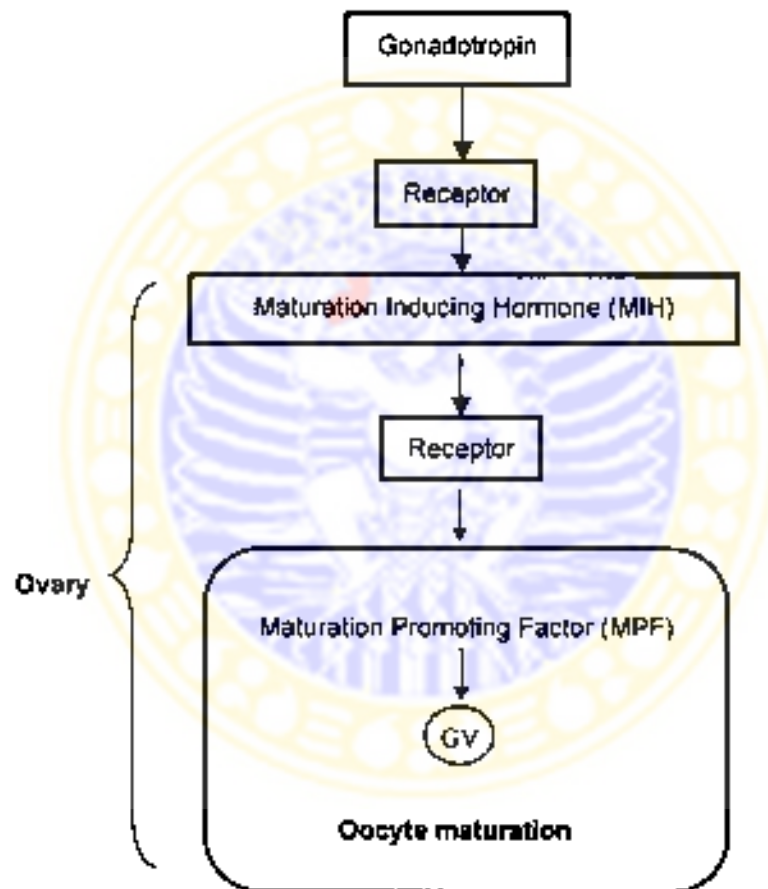 Gonadotropin
Receptor
Maturation Inducing Hormone (MIH)
Receptor
Ovary
Maturation Promoting Factor (MPF)
GV
Oocyte maturation